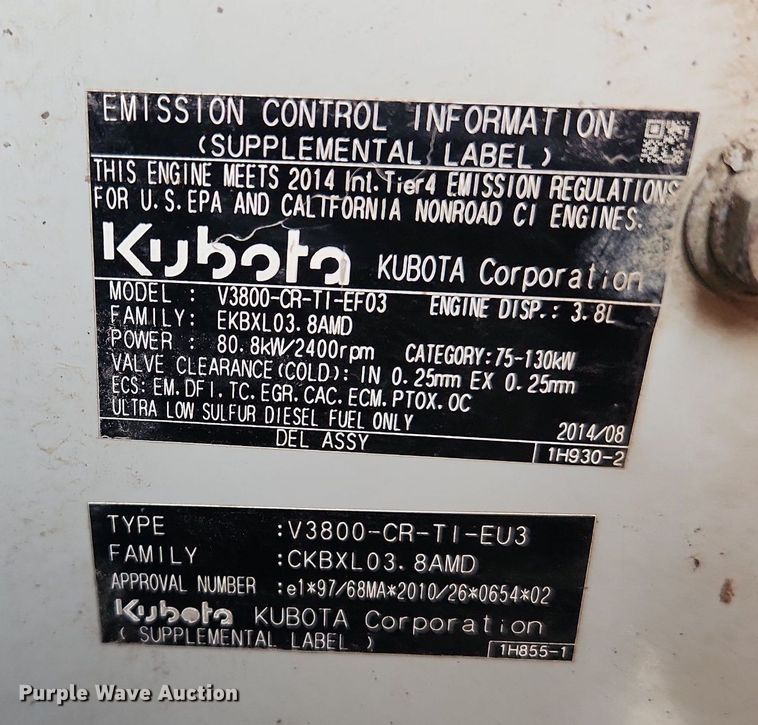 EMISSION CONTROL INFORMATION
(SUPPLEMENTAL LABEL)
THIS ENGINE MEETS 2014 Int.Tier4 EMISSION REGULATIONS
FOR U.S.EPA AND CALTFORNIA NONROAD CI ENGINES.
Kubota KUBOTA Corporation
MODEL : V3800-CR-TI-EF03 ENGINE DISP.: 3.8L
FAMILY: EKBXL03.8AMD
POWER : 80.8kW/2400rpm CATEGORY:75-130kW
VALVE CLEARANCE(COLD): IN 0.25mm EX 0.25mm
ECS: EM.DFI.TC.EGR.CAC.ECM.PTOX.OC
ULTRA LOW SULFUR DIESEL FUEL ONLY 2014/08
DEL ASSY 1H930-2
TYPE :V3800-CR-TI-EU3
FAMILY :CKBXL03.8AMD
APPROVAL NUMBER :e1*97/68MA*2010/26*0654*02
Kubota KUBOTA Corporation
( SUPPLEMENTAL LABEL ) 1H855-1
Purple Wave Auction